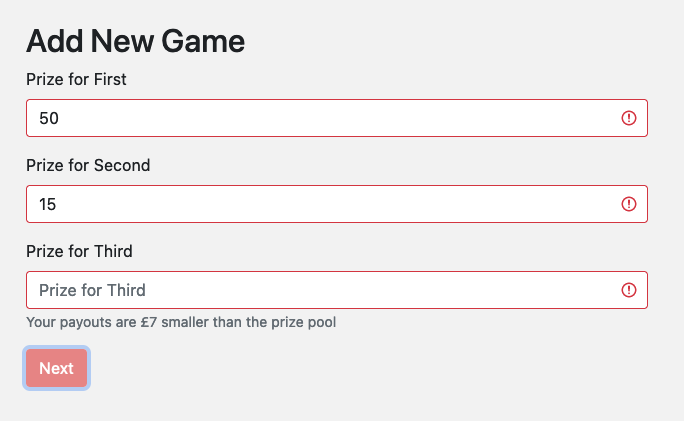 Add New Game
Prize for First
50
Prize for Second
15
Prize for Third
Prize for Third
Your payouts are £7 smaller than the prize pool
Next